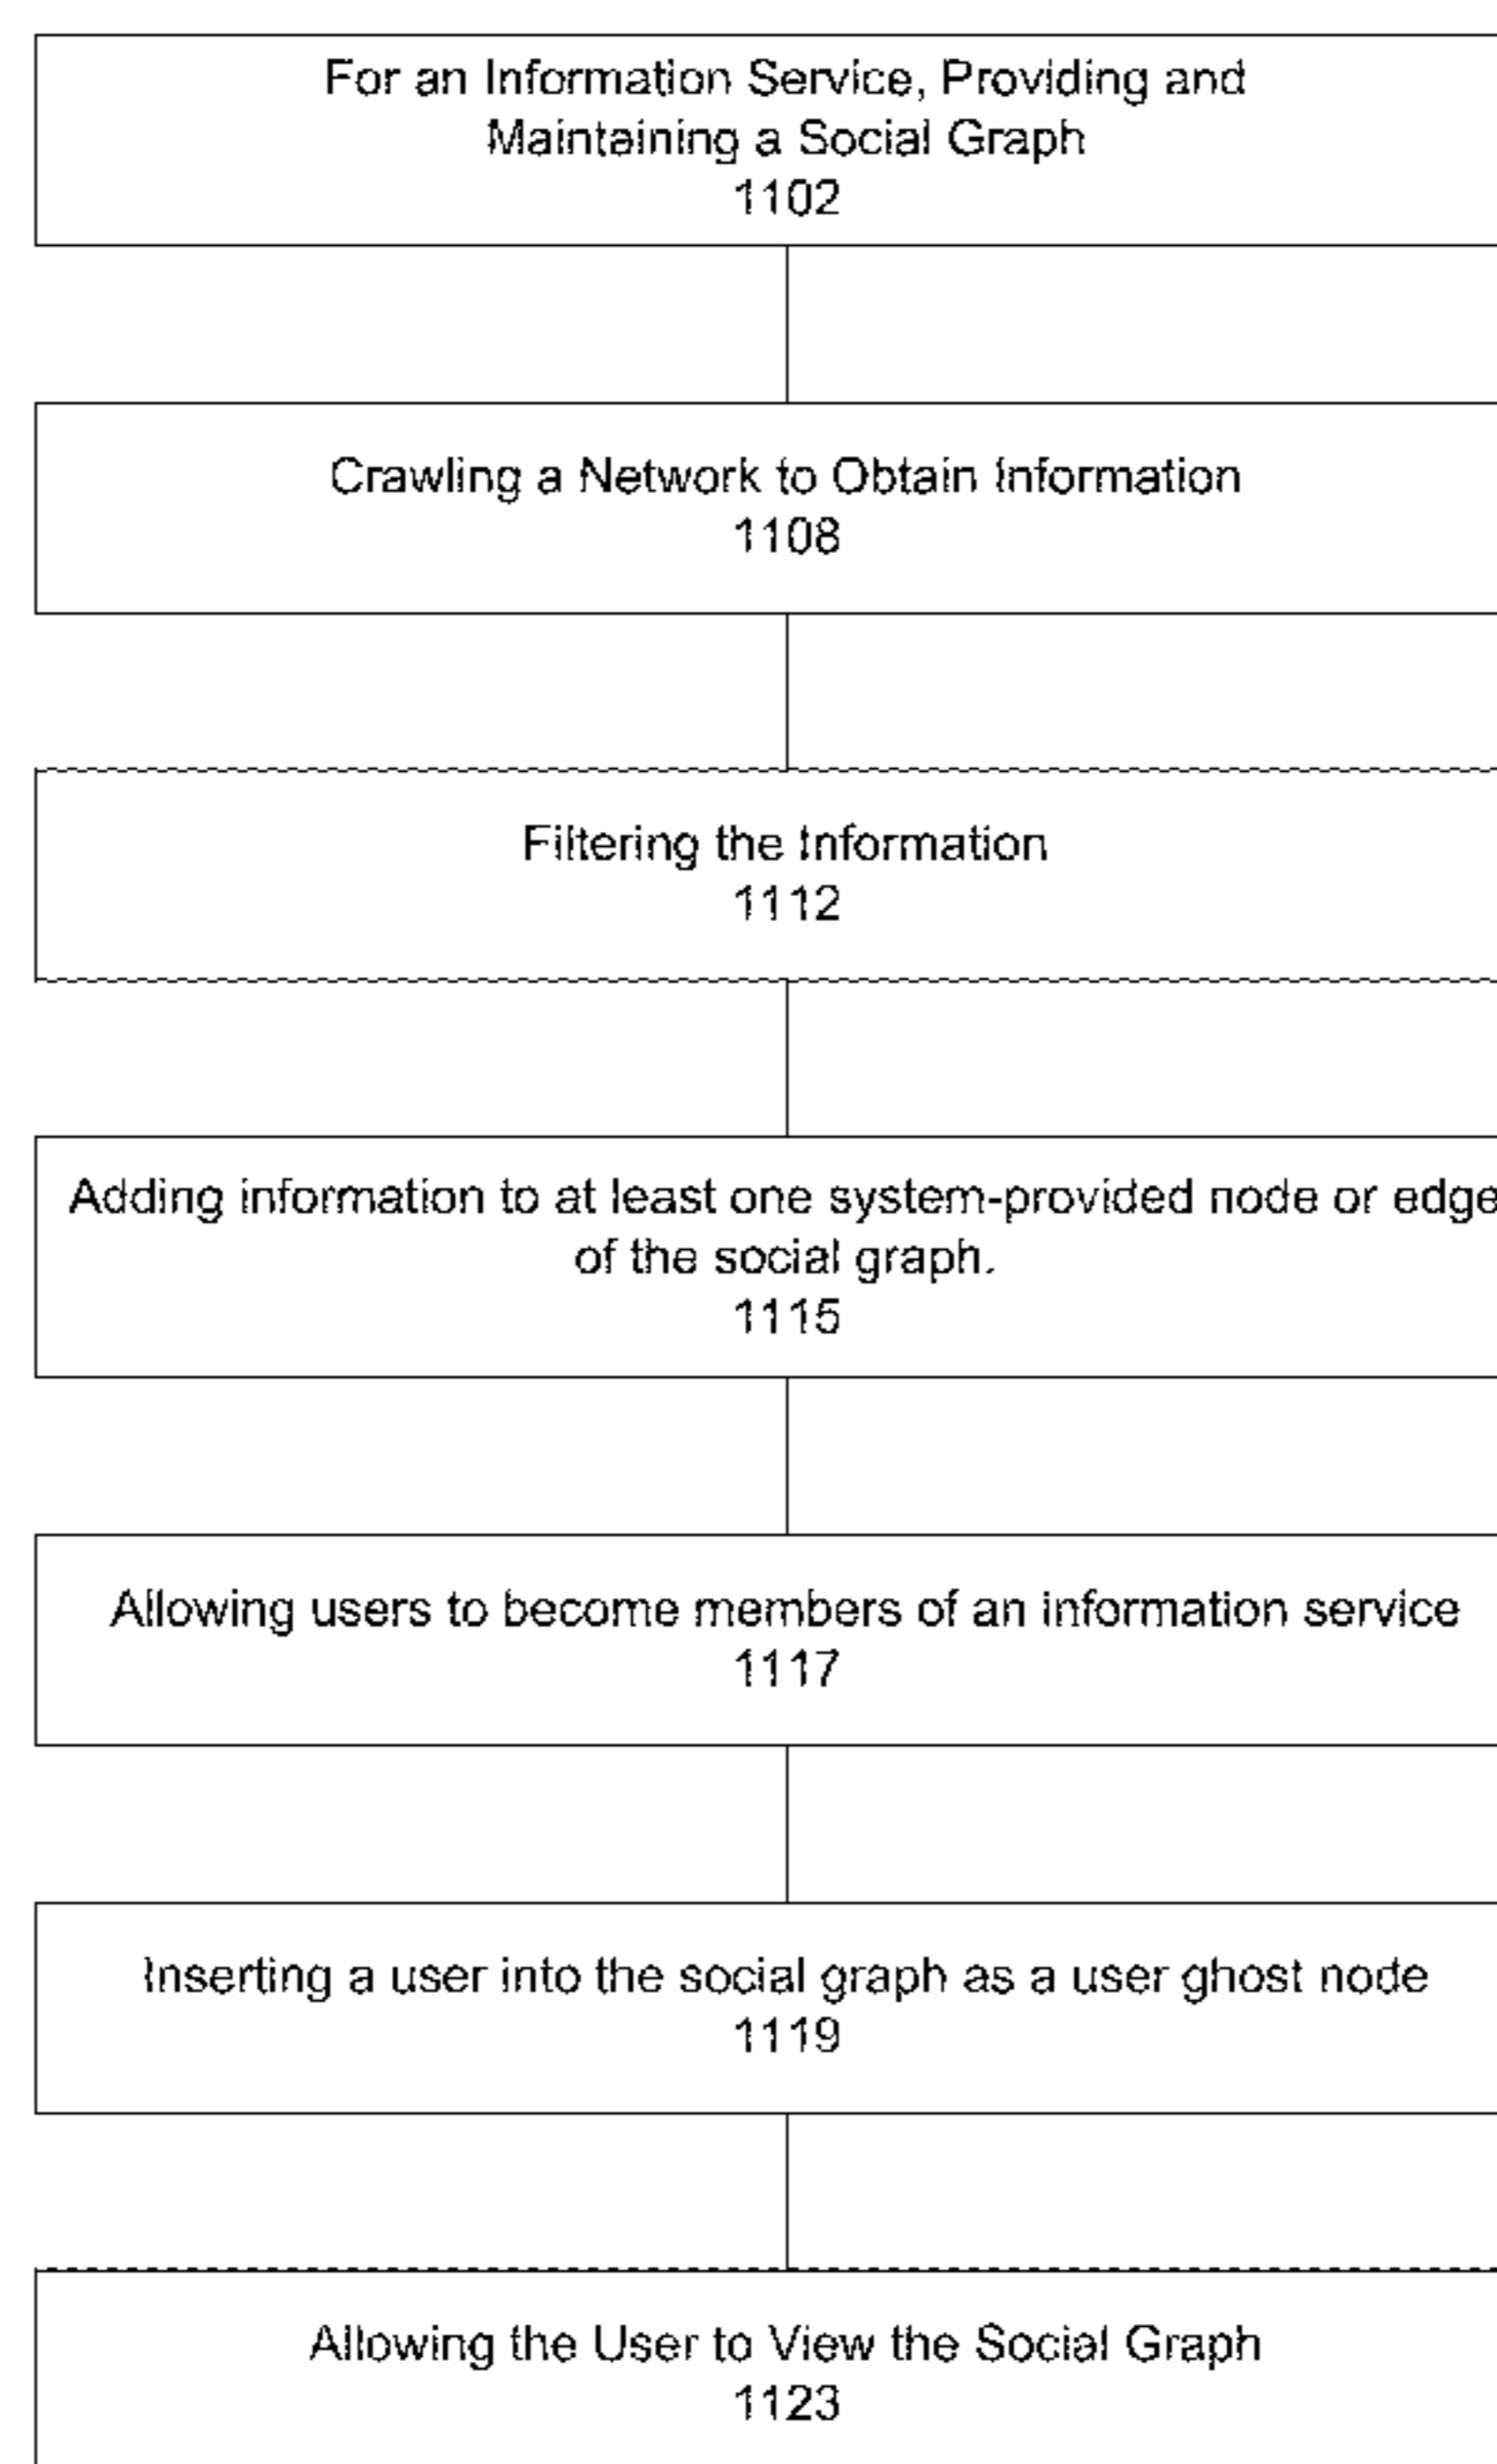 For an Information Service, Providing and
Maintaining a Social Graph
1102
Crawling a Network to Obtain Information
1108
Filtering the Information
1112
Adding information to at least one system-provided node or edge
of the social graph.
1115
Allowing users to become members of an information service
1117
Inserting a user into the social graph as a user ghost node
1119
Allowing the User to View the Social Graph
1123